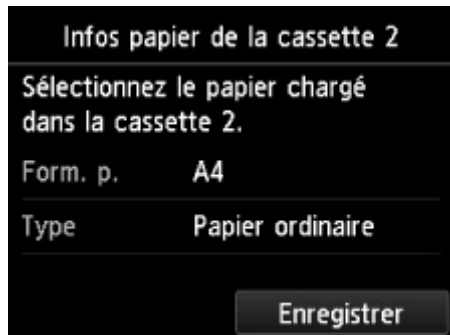 Infos papier de la cassette 2
Sélectionnez le papier chargé
dans la cassette 2.
Form. p. A4
Type Papier ordinaire
Enregistrer